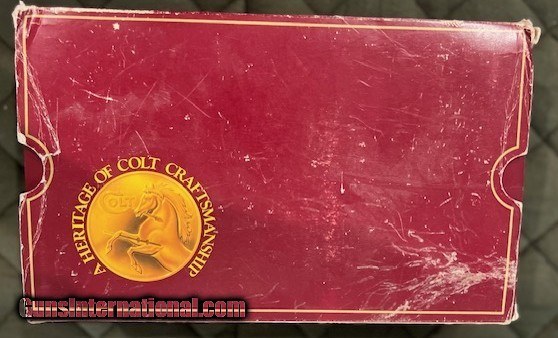 A HERITAGE OF COLT CRAFTSMANSHIP
COLT
GunsInternational.com